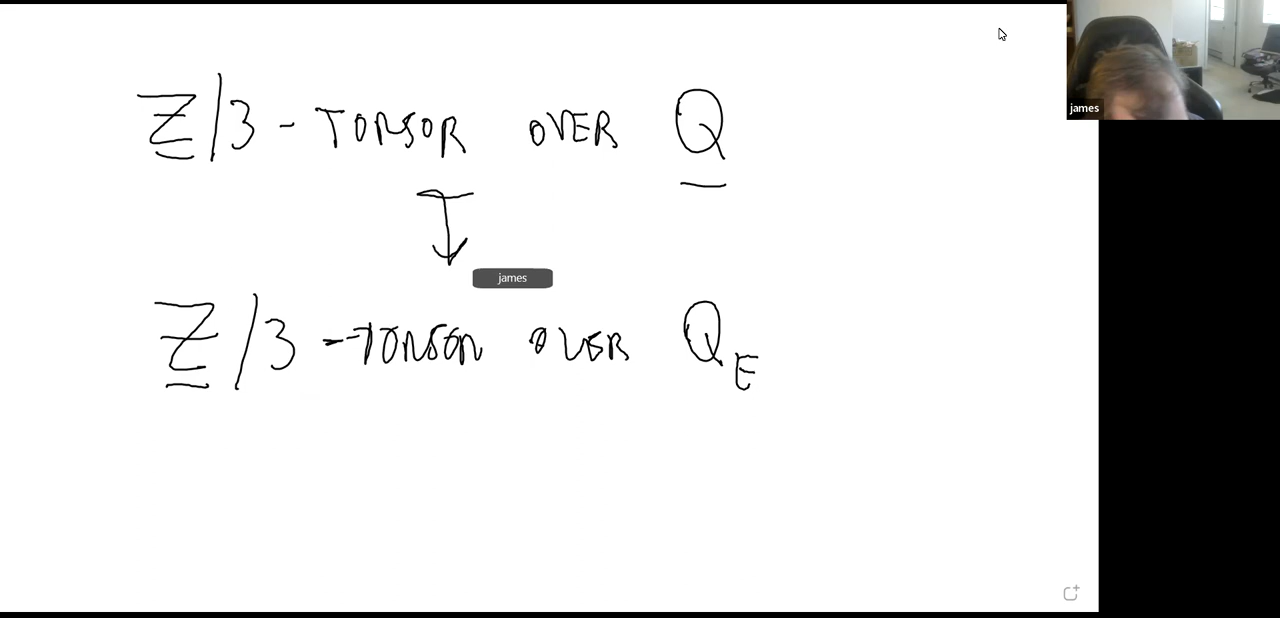 Z/3 - TORSOR OVER Q
james
Z/3 - TORSOR OVER Q_E
james